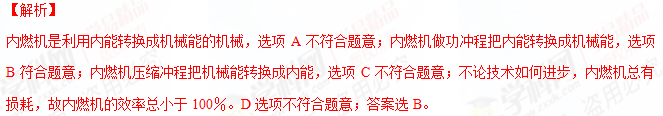 【解析】
内燃机是利用内能转换成机械能的机械，选项 A 不符合题意；内燃机做功冲程把内能转换成机械能，选项
B 符合题意；内燃机压缩冲程把机械能转换成内能，选项 C 不符合题意；不论技术如何进步，内燃机总有
损耗，故内燃机的效率总小于 100%。D 选项不符合题意；答案选 B。